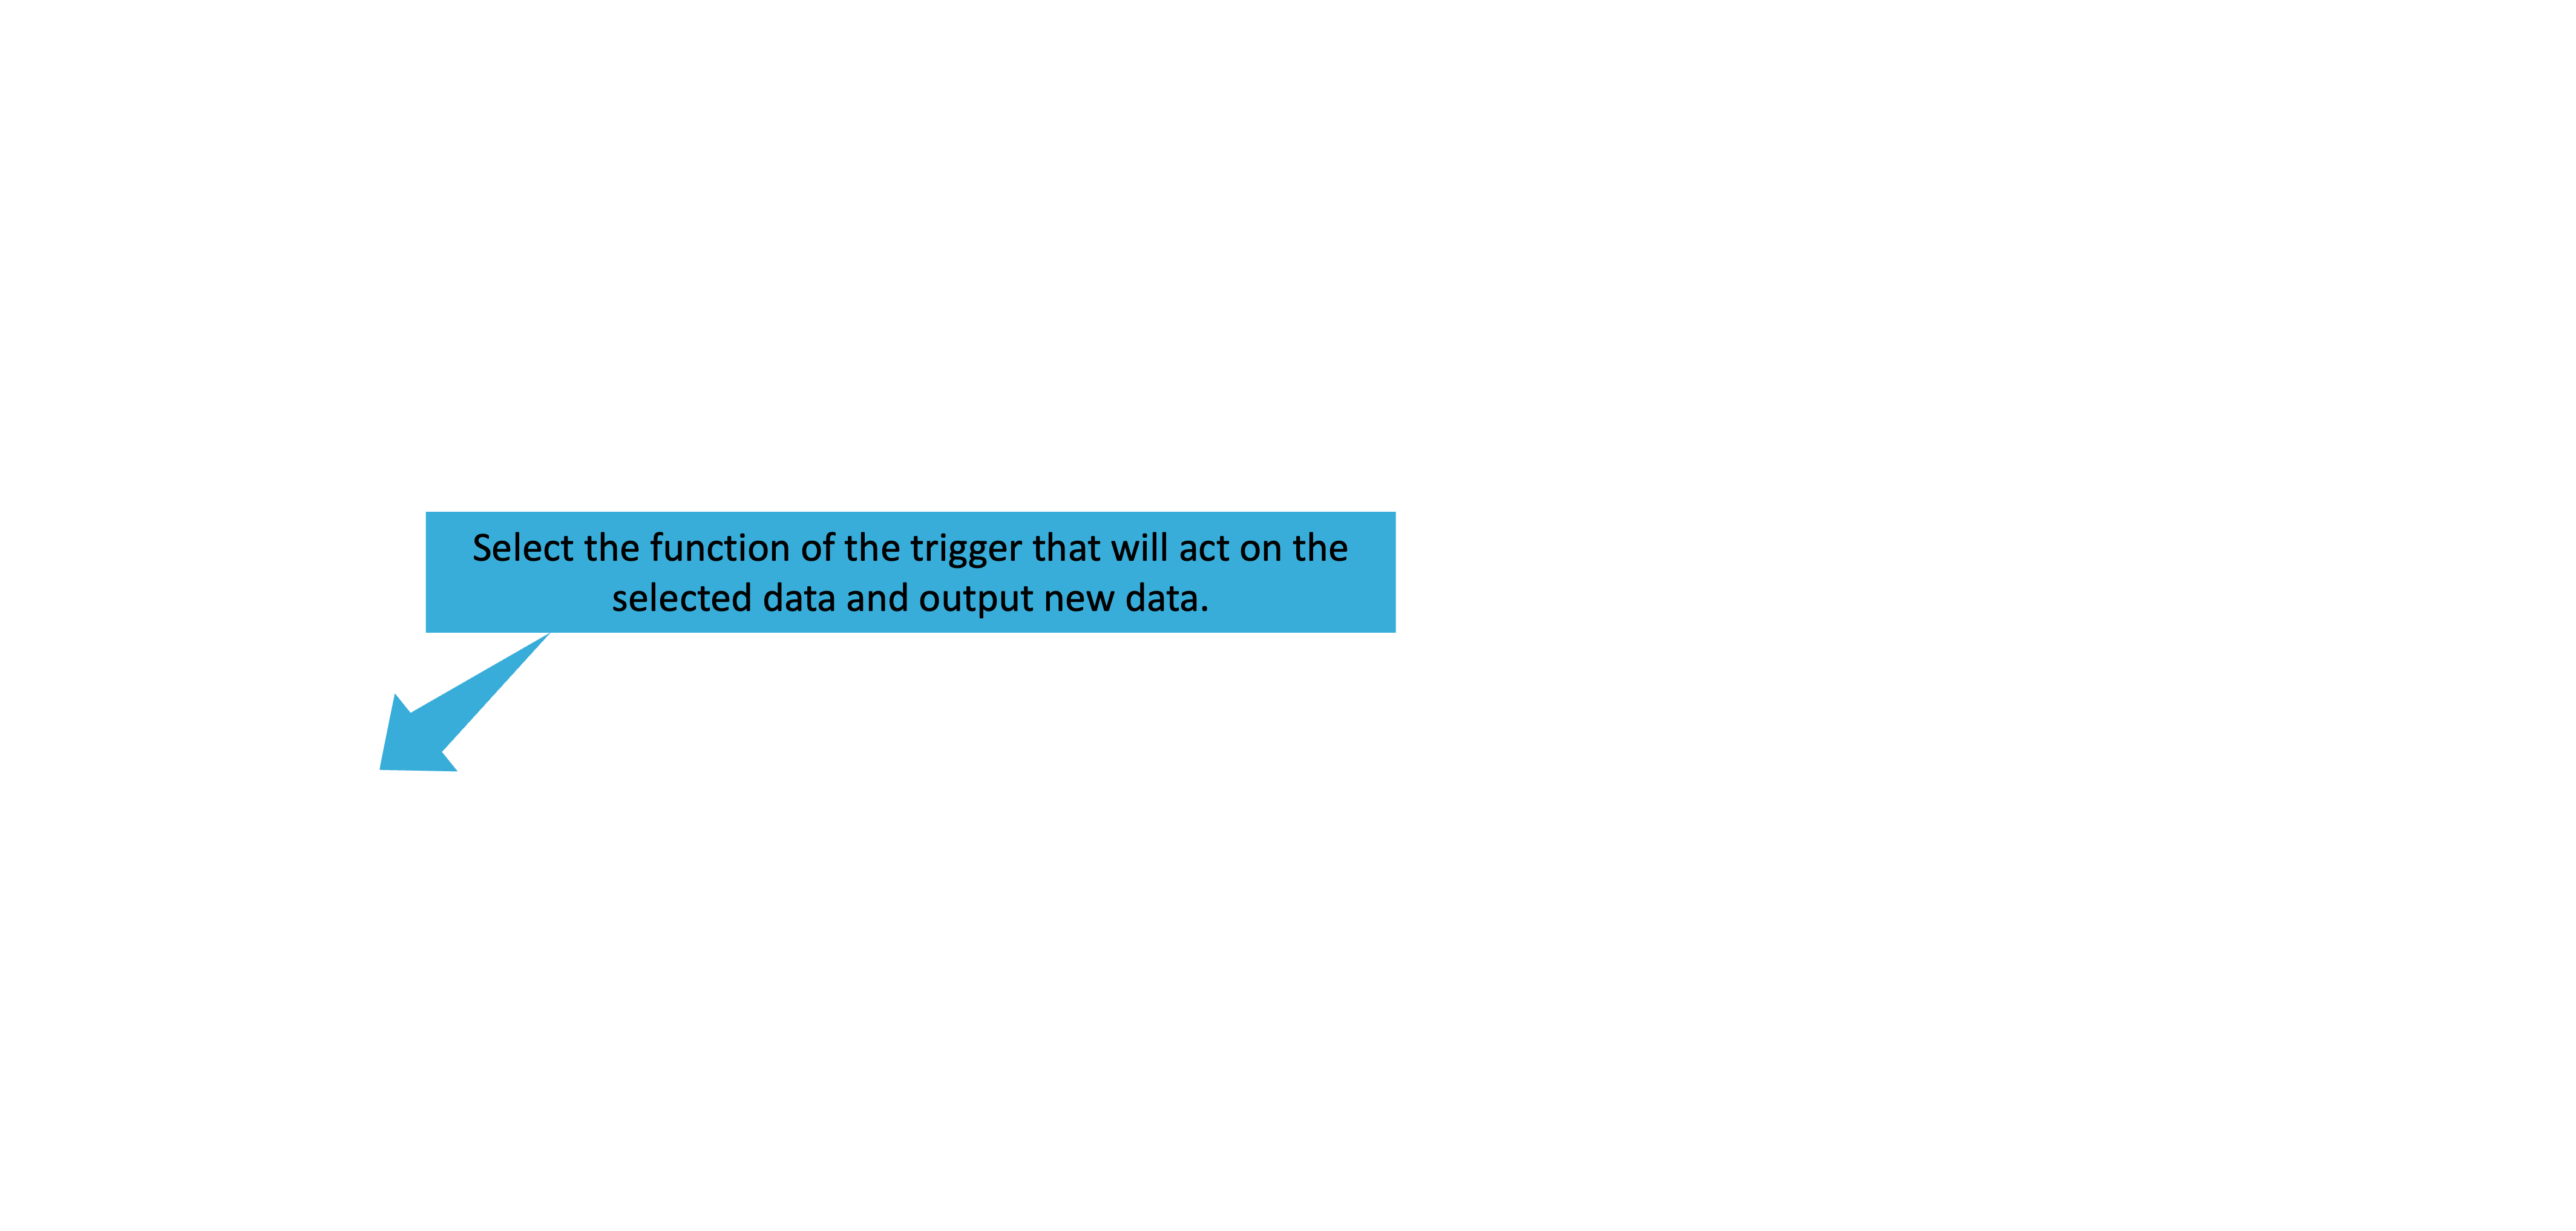 Select the function of the trigger that will act on the
selected data and output new data.